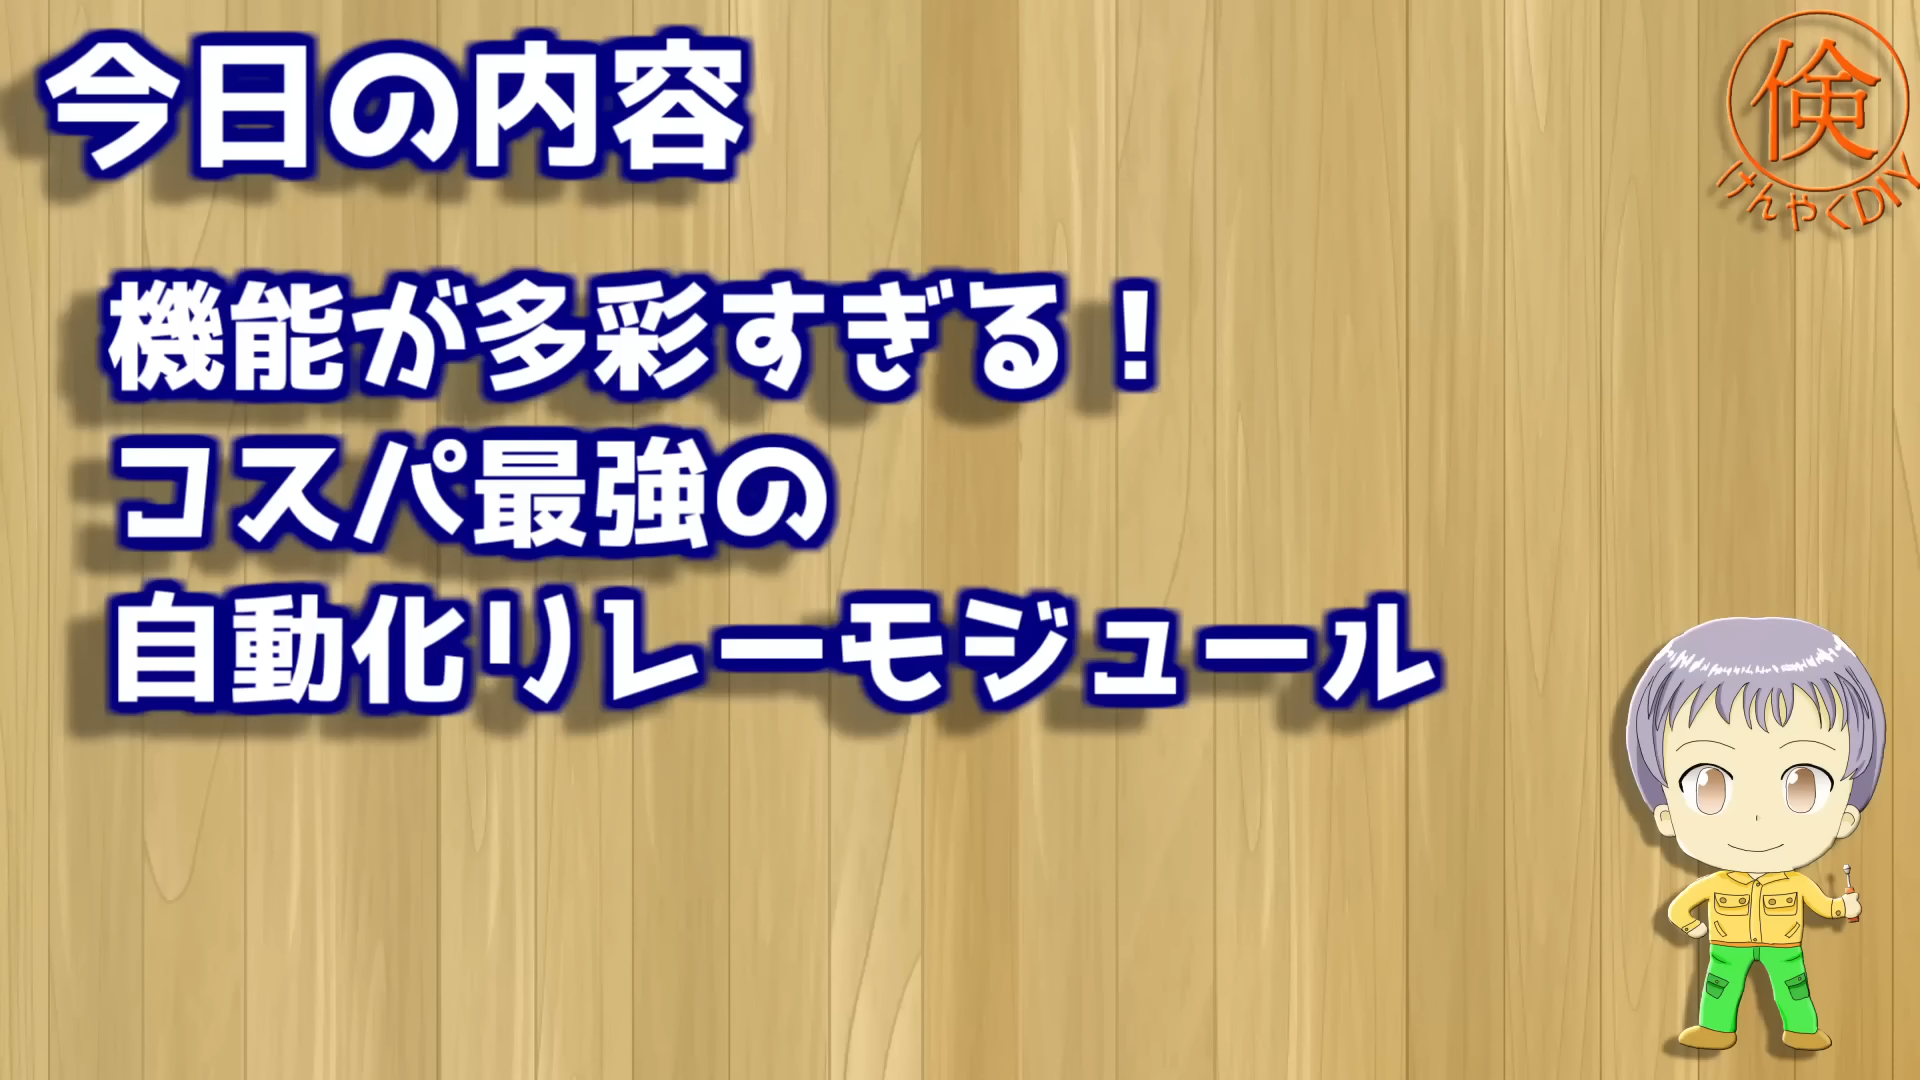 今日の内容
倹
けんやくDIY
機能が多彩すぎる！
コスパ最強の
自動化リレーモジュール